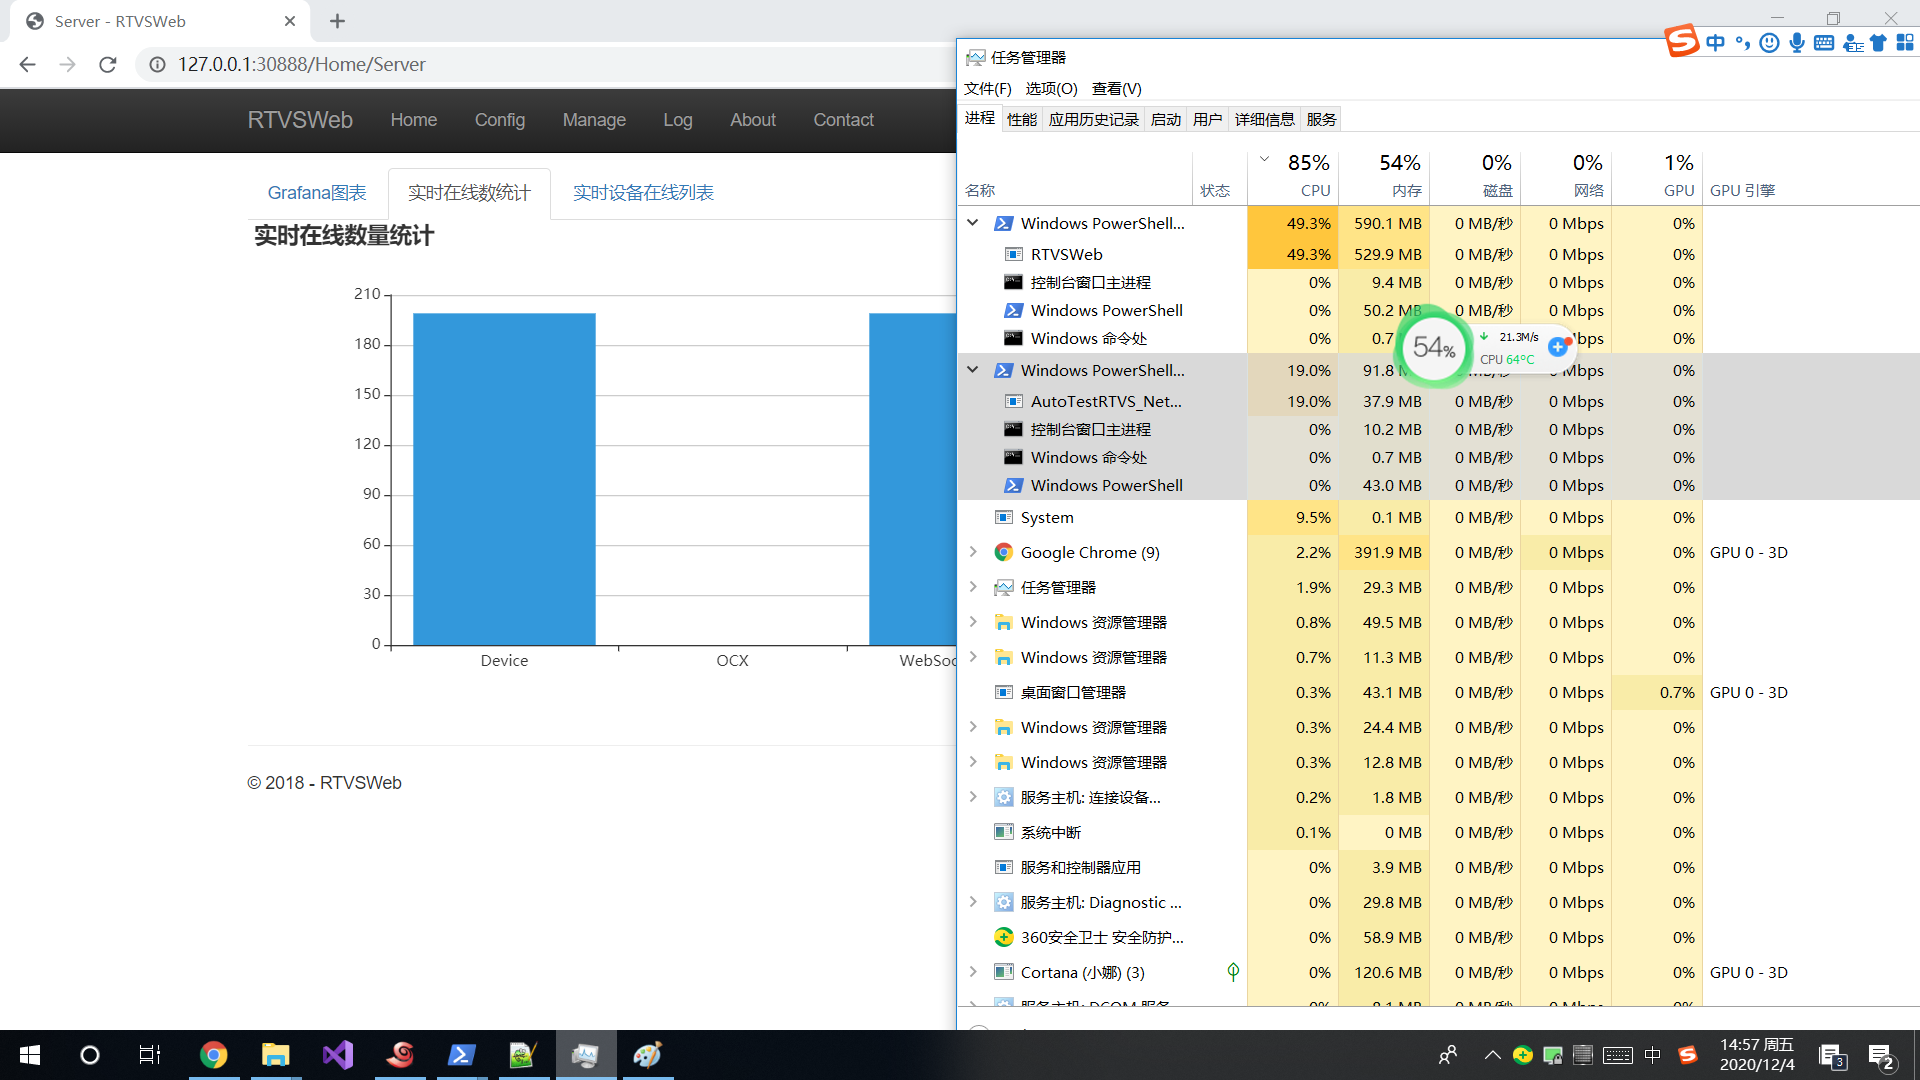 Server - RTVSWeb
127.0.0.1:30888/Home/Server
RTVSWeb Home Config Manage Log About Contact
Grafana图表 实时在线数统计 实时设备在线列表
实时在线数量统计
210
180
150
120
90
60
30
0
Device OCX WebSoc
© 2018 - RTVSWeb
中
任务管理器
文件(F) 选项(O) 查看(V)
进程 性能 应用历史记录 启动 用户 详细信息 服务
85% 54% 0% 0% 1%
名称 状态 CPU 内存 磁盘 网络 GPU GPU 引擎
Windows PowerShell... 49.3% 590.1 MB 0 MB/秒 0 Mbps 0%
RTVSWeb 49.3% 529.9 MB 0 MB/秒 0 Mbps 0%
控制台窗口主进程 0% 9.4 MB 0 MB/秒 0 Mbps 0%
Windows PowerShell 0% 50.2 MB 0 MB/秒 0 Mbps 0%
Windows 命令处 0% 0.7 bps 0%
54% 21.3M/s
CPU 64°C
Windows PowerShell... 19.0% 91.8 Mbps 0%
AutoTestRTVS_Net... 19.0% 37.9 MB 0 MB/秒 0 Mbps 0%
控制台窗口主进程 0% 10.2 MB 0 MB/秒 0 Mbps 0%
Windows 命令处 0% 0.7 MB 0 MB/秒 0 Mbps 0%
Windows PowerShell 0% 43.0 MB 0 MB/秒 0 Mbps 0%
System 9.5% 0.1 MB 0 MB/秒 0 Mbps 0%
Google Chrome (9) 2.2% 391.9 MB 0 MB/秒 0 Mbps 0% GPU 0 - 3D
任务管理器 1.9% 29.3 MB 0 MB/秒 0 Mbps 0%
Windows 资源管理器 0.8% 49.5 MB 0 MB/秒 0 Mbps 0%
Windows 资源管理器 0.7% 11.3 MB 0 MB/秒 0 Mbps 0%
桌面窗口管理器 0.3% 43.1 MB 0 MB/秒 0 Mbps 0.7% GPU 0 - 3D
Windows 资源管理器 0.3% 24.4 MB 0 MB/秒 0 Mbps 0%
Windows 资源管理器 0.3% 12.8 MB 0 MB/秒 0 Mbps 0%
服务主机: 连接设备... 0.2% 1.8 MB 0 MB/秒 0 Mbps 0%
系统中断 0.1% 0 MB 0 MB/秒 0 Mbps 0%
服务和控制器应用 0% 3.9 MB 0 MB/秒 0 Mbps 0%
服务主机: Diagnostic ... 0% 29.8 MB 0 MB/秒 0 Mbps 0%
360安全卫士 安全防护... 0% 58.9 MB 0 MB/秒 0 Mbps 0%
Cortana (小娜) (3) 0% 120.6 MB 0 MB/秒 0 Mbps 0% GPU 0 - 3D
服务主机: DCOM 服务 0% 8.1 MB 0 MB/秒 0 Mbps 0%
中
14:57 周五
2020/12/4
3
2